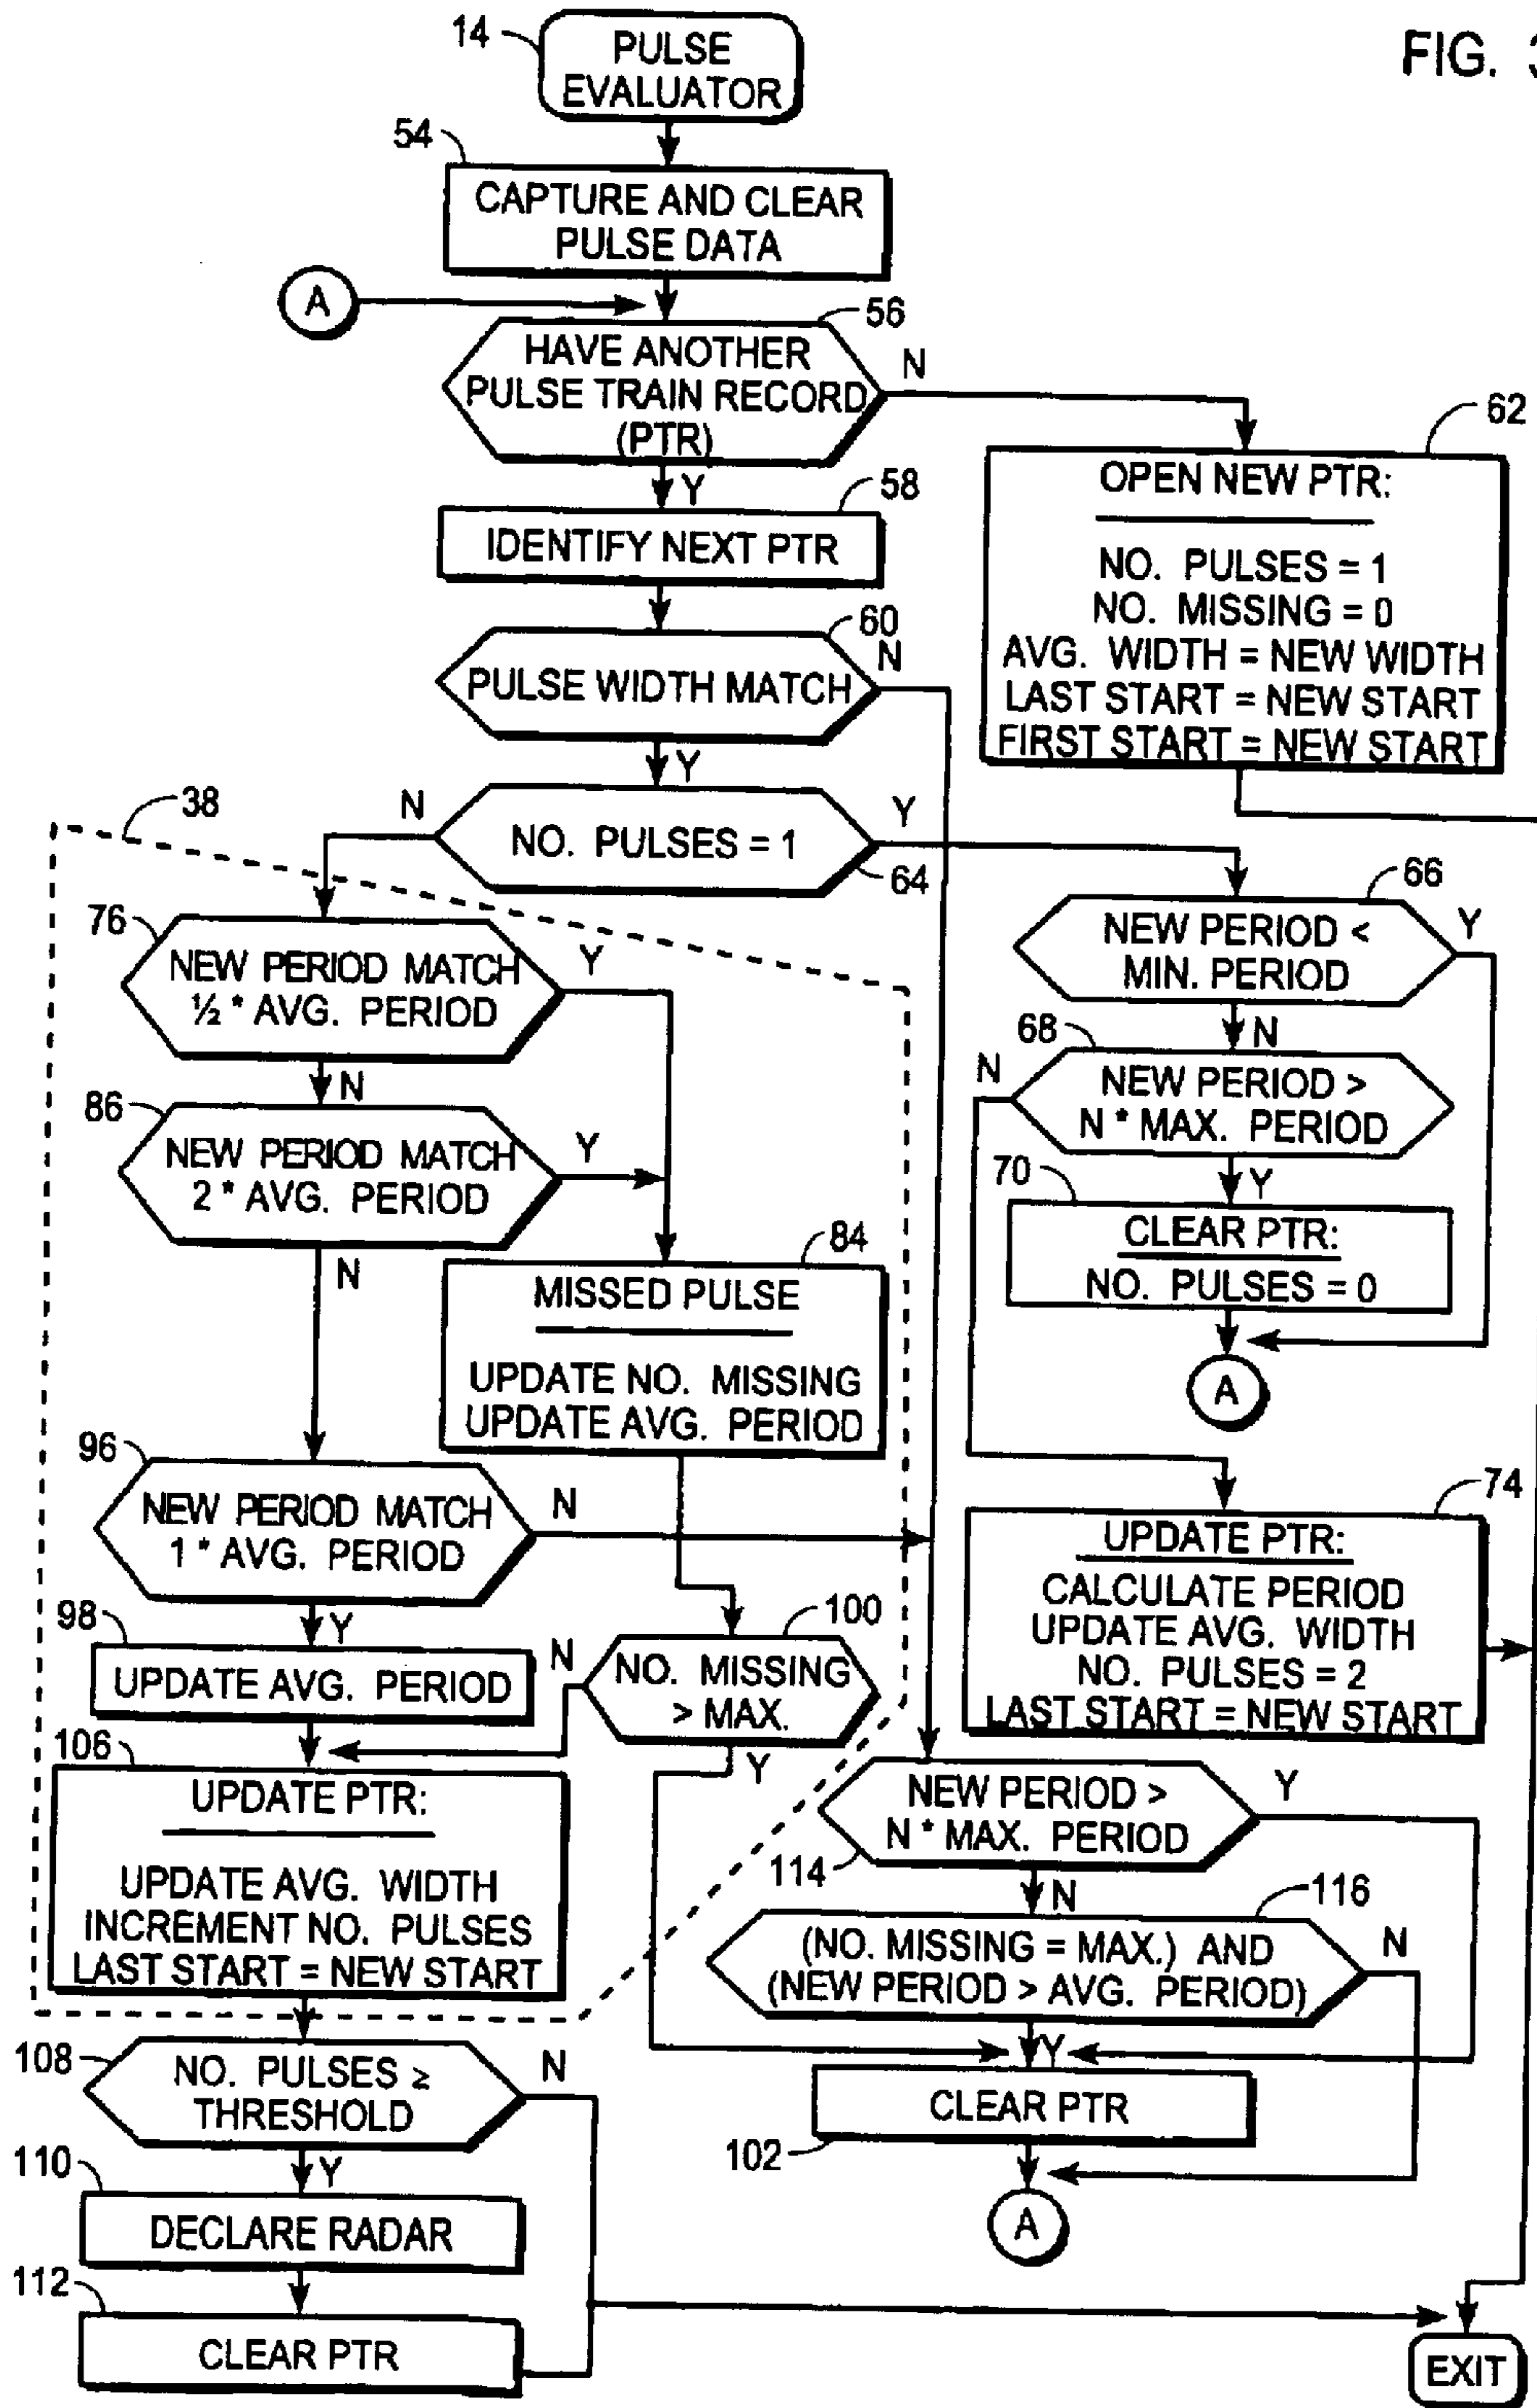 FIG. 3
14
PULSE
EVALUATOR
54
CAPTURE AND CLEAR
PULSE DATA
A
56
HAVE ANOTHER
PULSE TRAIN RECORD
(PTR)
N
Y
62
OPEN NEW PTR:
NO. PULSES = 1
NO. MISSING = 0
AVG. WIDTH = NEW WIDTH
LAST START = NEW START
FIRST START = NEW START
58
IDENTIFY NEXT PTR
60
PULSE WIDTH MATCH
N
Y
38
N
NO. PULSES = 1
Y
64
66
NEW PERIOD <
MIN. PERIOD
Y
N
76
NEW PERIOD MATCH
½ * AVG. PERIOD
Y
N
68
N
NEW PERIOD >
N * MAX. PERIOD
Y
86
NEW PERIOD MATCH
2 * AVG. PERIOD
Y
N
70
CLEAR PTR:
NO. PULSES = 0
A
84
MISSED PULSE
UPDATE NO. MISSING
UPDATE AVG. PERIOD
96
NEW PERIOD MATCH
1 * AVG. PERIOD
N
Y
74
UPDATE PTR:
CALCULATE PERIOD
UPDATE AVG. WIDTH
NO. PULSES = 2
LAST START = NEW START
98
UPDATE AVG. PERIOD
100
N
NO. MISSING
> MAX.
Y
106
UPDATE PTR:
UPDATE AVG. WIDTH
INCREMENT NO. PULSES
LAST START = NEW START
NEW PERIOD >
N * MAX. PERIOD
Y
114
N
116
(NO. MISSING = MAX.) AND
(NEW PERIOD > AVG. PERIOD)
N
Y
108
NO. PULSES ≥
THRESHOLD
N
Y
CLEAR PTR
102
A
110
DECLARE RADAR
112
CLEAR PTR
EXIT